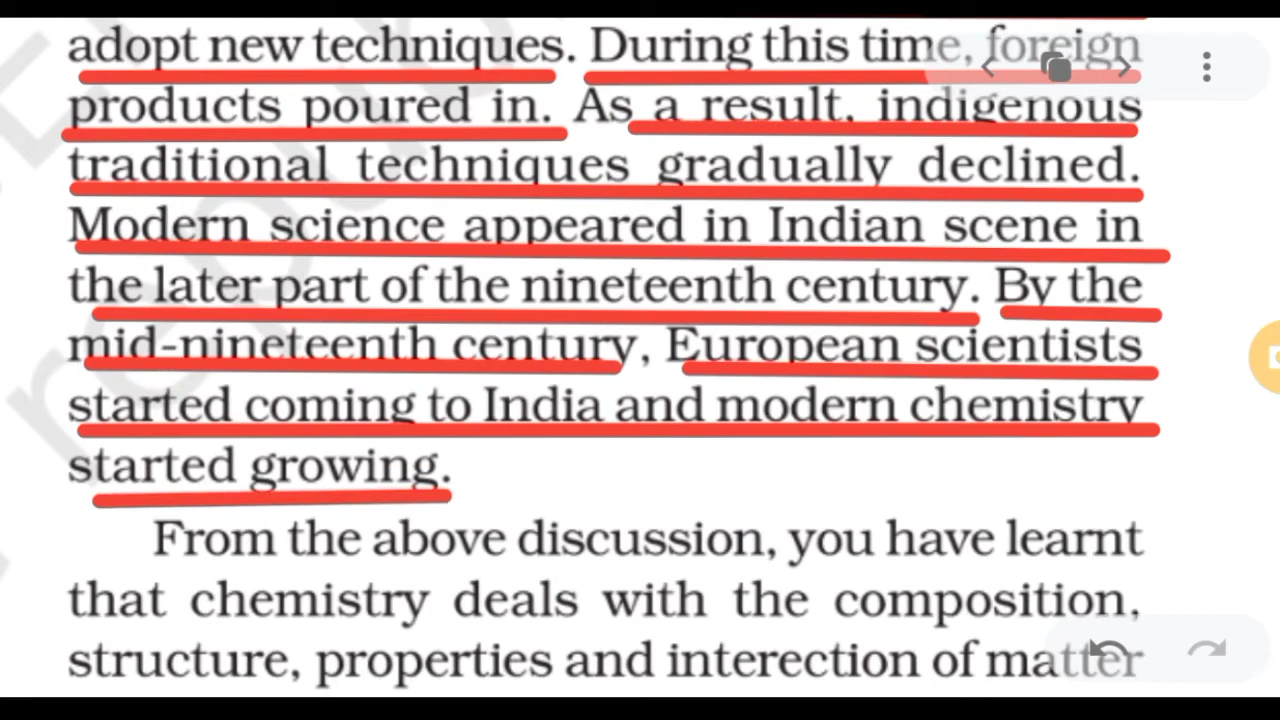 adopt new techniques. During this time, foreign
products poured in. As a result, indigenous
traditional techniques gradually declined.
Modern science appeared in Indian scene in
the later part of the nineteenth century. By the
mid-nineteenth century, European scientists
started coming to India and modern chemistry
started growing.
From the above discussion, you have learnt
that chemistry deals with the composition,
structure, properties and interection of matter